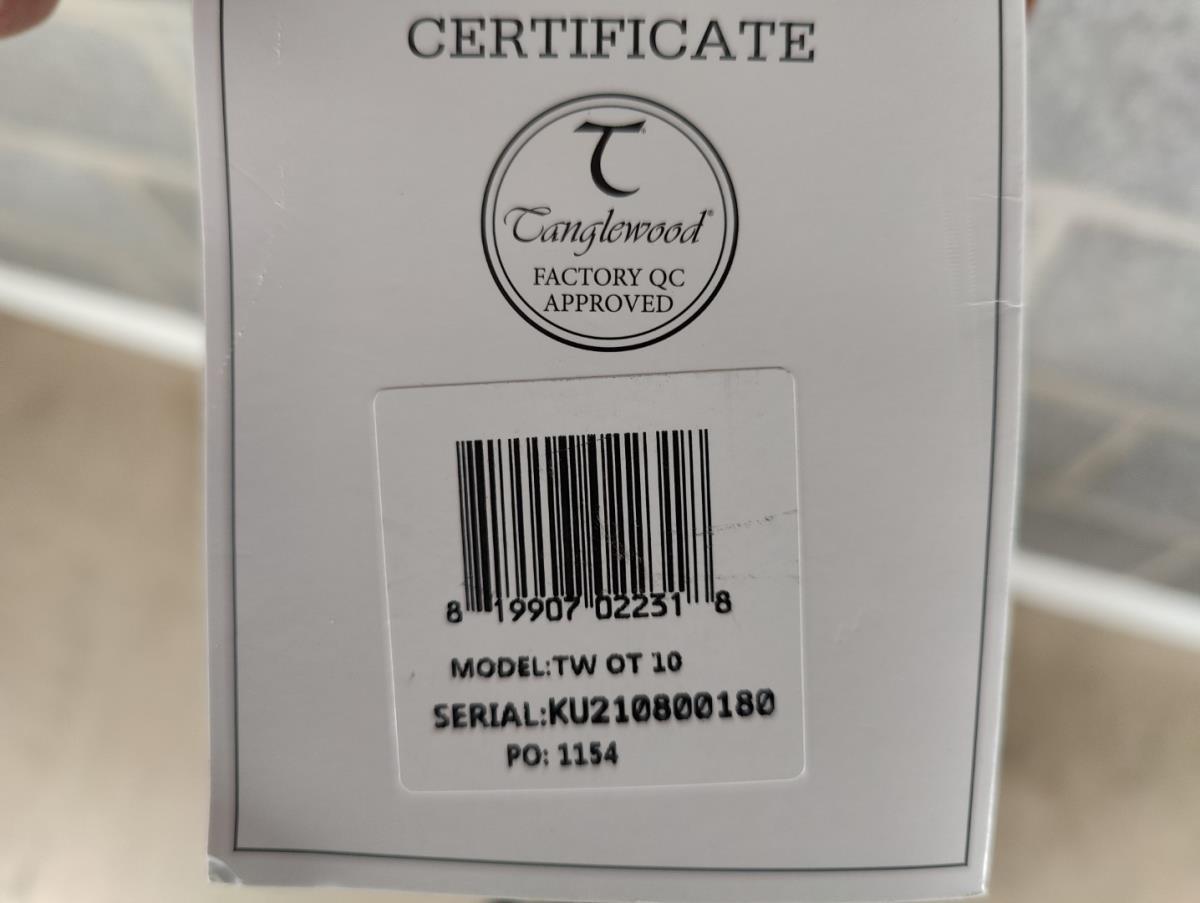 CERTIFICATE
T®
Tanglewood®
FACTORY QC
APPROVED
8 19907 02231 8
MODEL:TW OT 10
SERIAL:KU210800180
PO: 1154